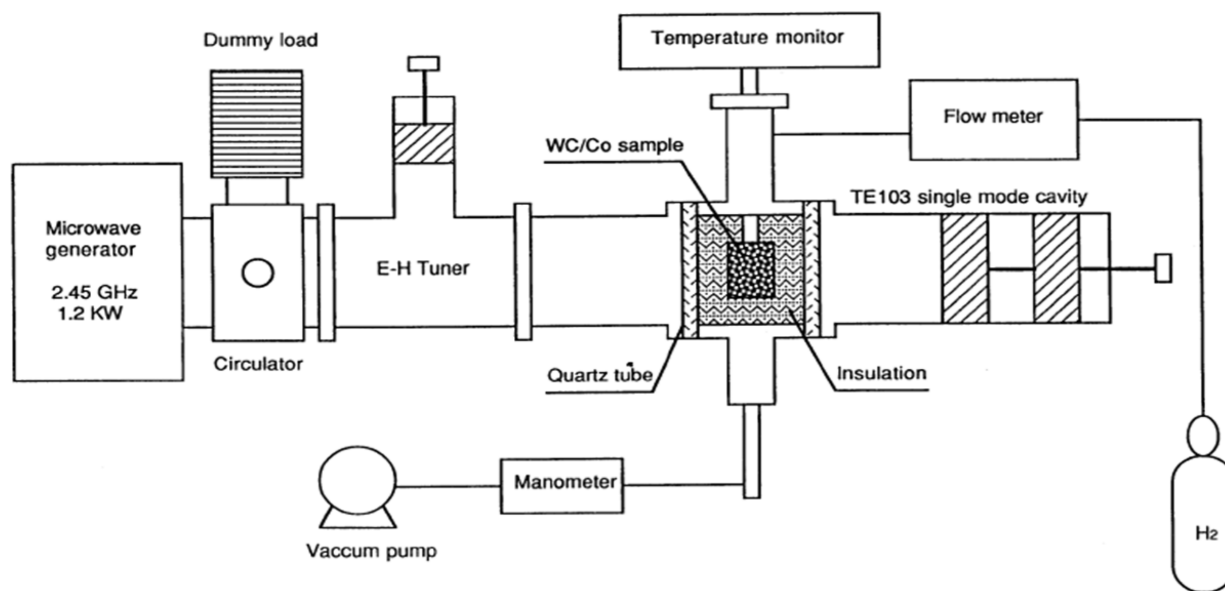 Dummy load
Temperature monitor
Flow meter
WC/Co sample
TE103 single mode cavity
Microwave
generator
2.45 GHz
1.2 KW
E-H Tuner
Circulator
Quartz tube
Insulation
Manometer
Vaccum pump
H2